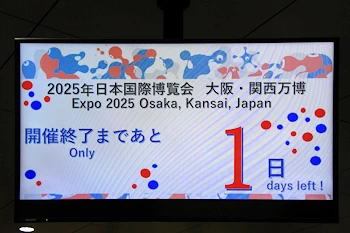 2025年日本国際博覧会 大阪・関西万博
Expo 2025 Osaka, Kansai, Japan
開催終了まであと
Only
1日
days left!